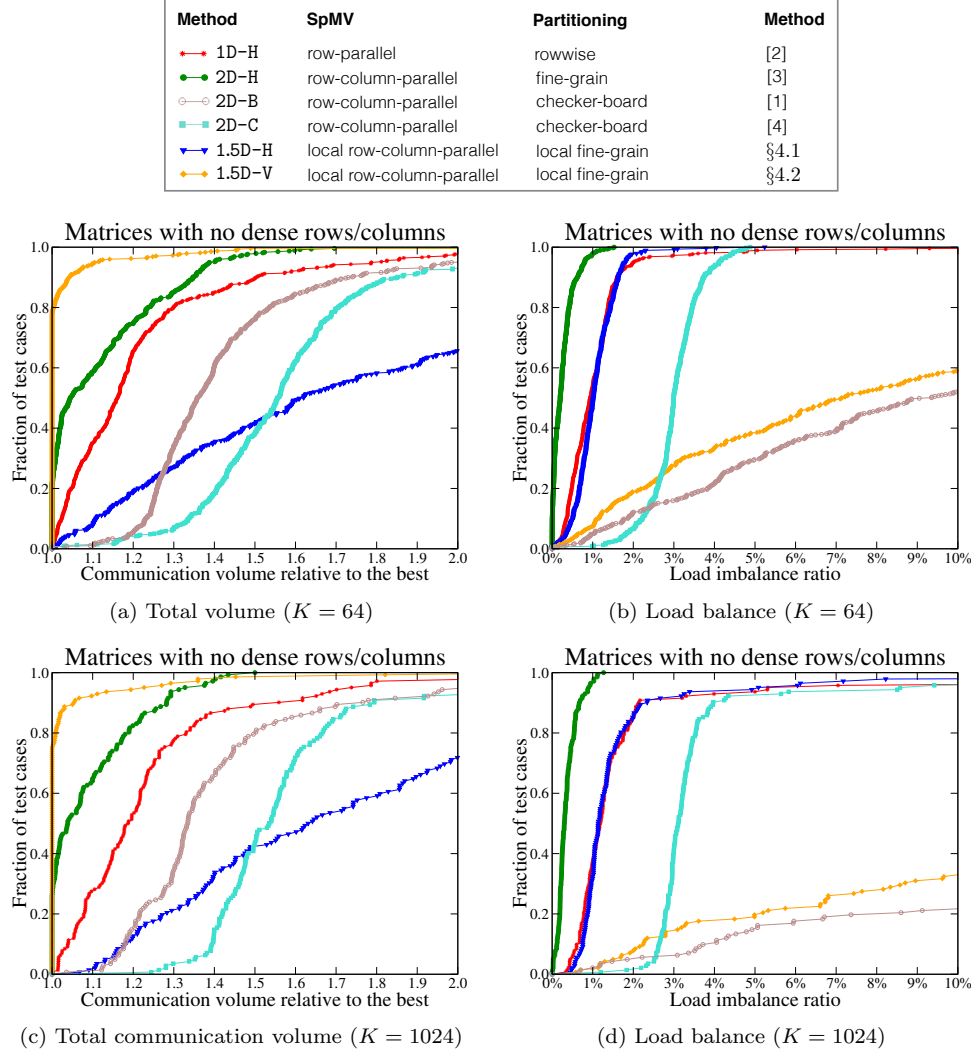 Method SpMV Partitioning Method
1D-H row-parallel rowwise [2]
2D-H row-column-parallel fine-grain [3]
2D-B row-column-parallel checker-board [1]
2D-C row-column-parallel checker-board [4]
1.5D-H local row-column-parallel local fine-grain §4.1
1.5D-V local row-column-parallel local fine-grain §4.2
Matrices with no dense rows/columns
Fraction of test cases
1.0
0.8
0.6
0.4
0.2
0.0
1.0 1.1 1.2 1.3 1.4 1.5 1.6 1.7 1.8 1.9 2.0
Communication volume relative to the best
(a) Total volume (K = 64)
Matrices with no dense rows/columns
Fraction of test cases
1.0
0.8
0.6
0.4
0.2
0.0
0% 1% 2% 3% 4% 5% 6% 7% 8% 9% 10%
Load imbalance ratio
(b) Load balance (K = 64)
Matrices with no dense rows/columns
Fraction of test cases
1.0
0.8
0.6
0.4
0.2
0.0
1.0 1.1 1.2 1.3 1.4 1.5 1.6 1.7 1.8 1.9 2.0
Communication volume relative to the best
(c) Total communication volume (K = 1024)
Matrices with no dense rows/columns
Fraction of test cases
1.0
0.8
0.6
0.4
0.2
0.0
0% 1% 2% 3% 4% 5% 6% 7% 8% 9% 10%
Load imbalance ratio
(d) Load balance (K = 1024)